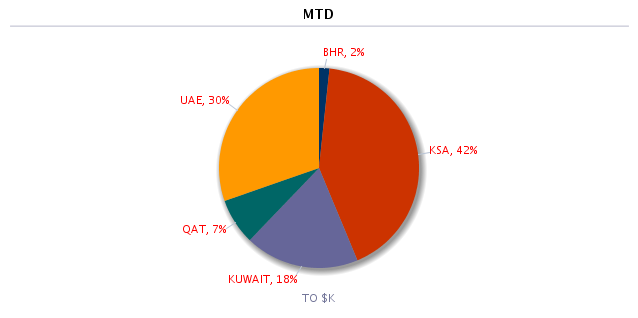 MTD
BHR, 2%
UAE, 30%
KSA, 42%
QAT, 7%
KUWAIT, 18%
TO $K